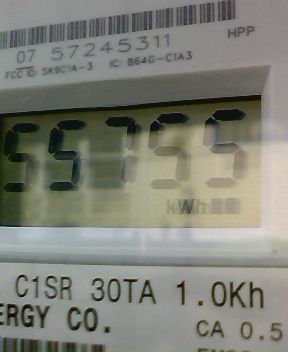 07 57245311
HPP
FCC ID: SK9C1A-3 IC: 864G-C1A3
55755
kWh
C1SR 30TA 1.0Kh
ERGY CO.
CA 0.5